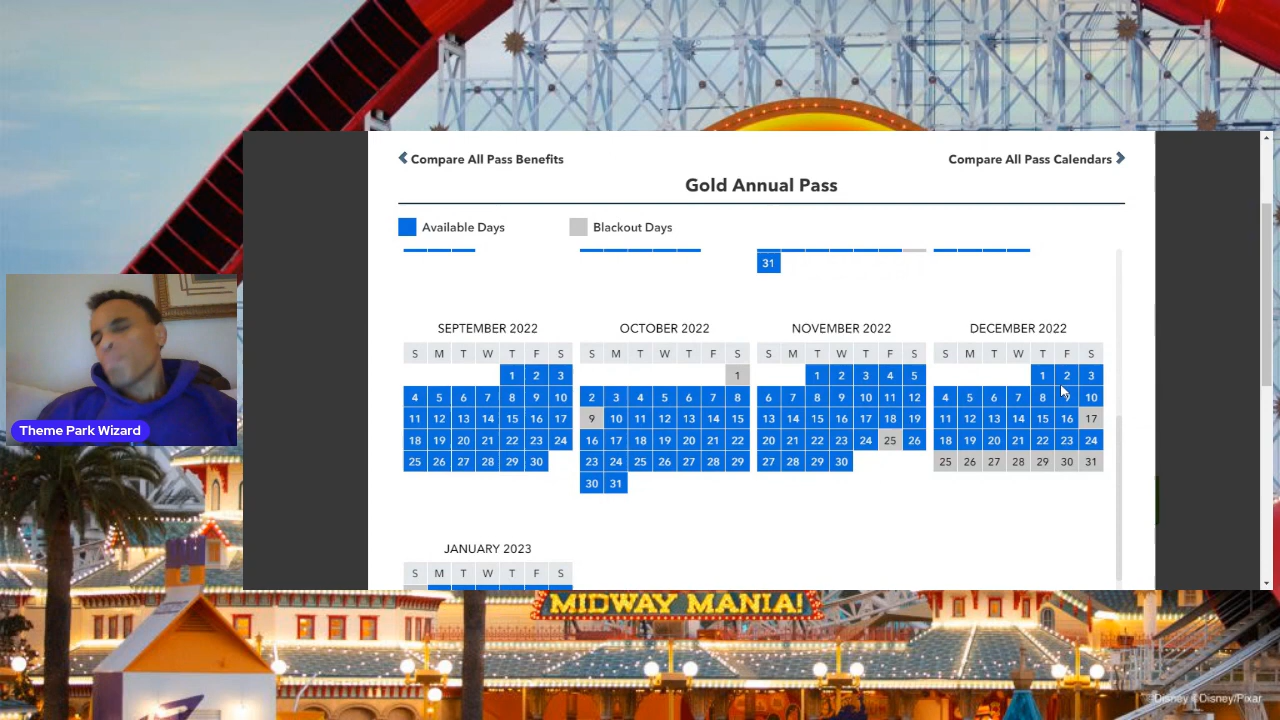 Compare All Pass Benefits
Compare All Pass Calendars
Gold Annual Pass
Available Days
Blackout Days
31
SEPTEMBER 2022
S M T W T F S
1 2 3
4 5 6 7 8 9 10
11 12 13 14 15 16 17
18 19 20 21 22 23 24
25 26 27 28 29 30
OCTOBER 2022
S M T W T F S
1
2 3 4 5 6 7 8
9 10 11 12 13 14 15
16 17 18 19 20 21 22
23 24 25 26 27 28 29
30 31
NOVEMBER 2022
S M T W T F S
1 2 3 4 5
6 7 8 9 10 11 12
13 14 15 16 17 18 19
20 21 22 23 24 25 26
27 28 29 30
DECEMBER 2022
S M T W T F S
1 2 3
4 5 6 7 8 9 10
11 12 13 14 15 16 17
18 19 20 21 22 23 24
25 26 27 28 29 30 31
JANUARY 2023
S M T W T F S
Theme Park Wizard
MIDWAY MANIA!
©Disney ©Disney/Pixar